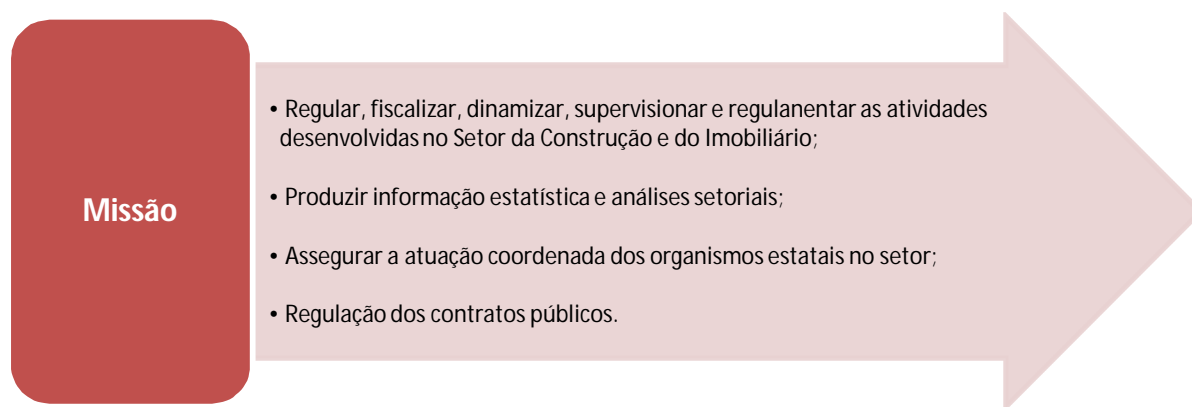 Missão
• Regular, fiscalizar, dinamizar, supervisionar e regulanentar as atividades
desenvolvidas no Setor da Construção e do Imobiliário;
• Produzir informação estatística e análises setoriais;
• Assegurar a atuação coordenada dos organismos estatais no setor;
• Regulação dos contratos públicos.